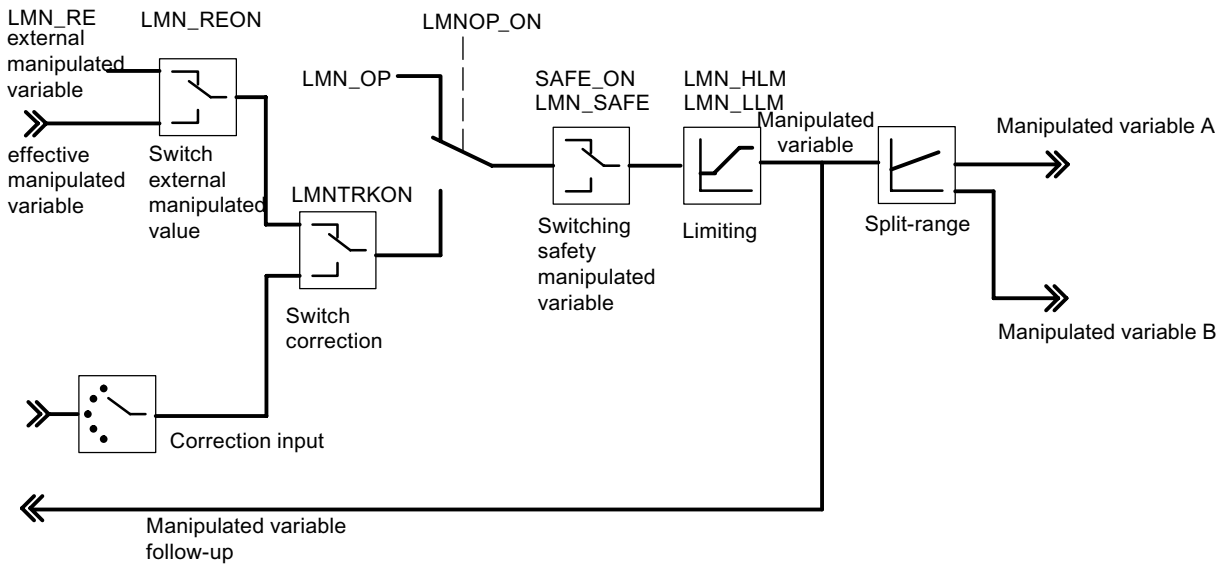 LMN_RE
external
manipulated
variable
LMN_REON
LMNOP_ON
LMN_OP
SAFE_ON
LMN_SAFE
LMN_HLM
LMN_LLM
Manipulated
variable
Manipulated variable A
effective
manipulated
variable
Switch
external
manipulated
value
LMNTRKON
Switching
safety
manipulated
variable
Limiting
Split-range
Switch
correction
Manipulated variable B
Correction input
Manipulated variable
follow-up